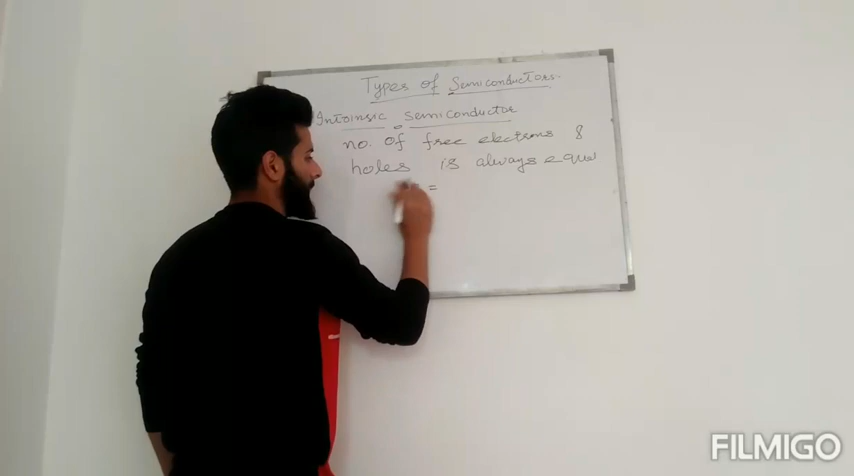 Types of Semiconductors.
Intrinsic semiconductor
no. of free electrons &
holes is always equal
=
FILMIGO